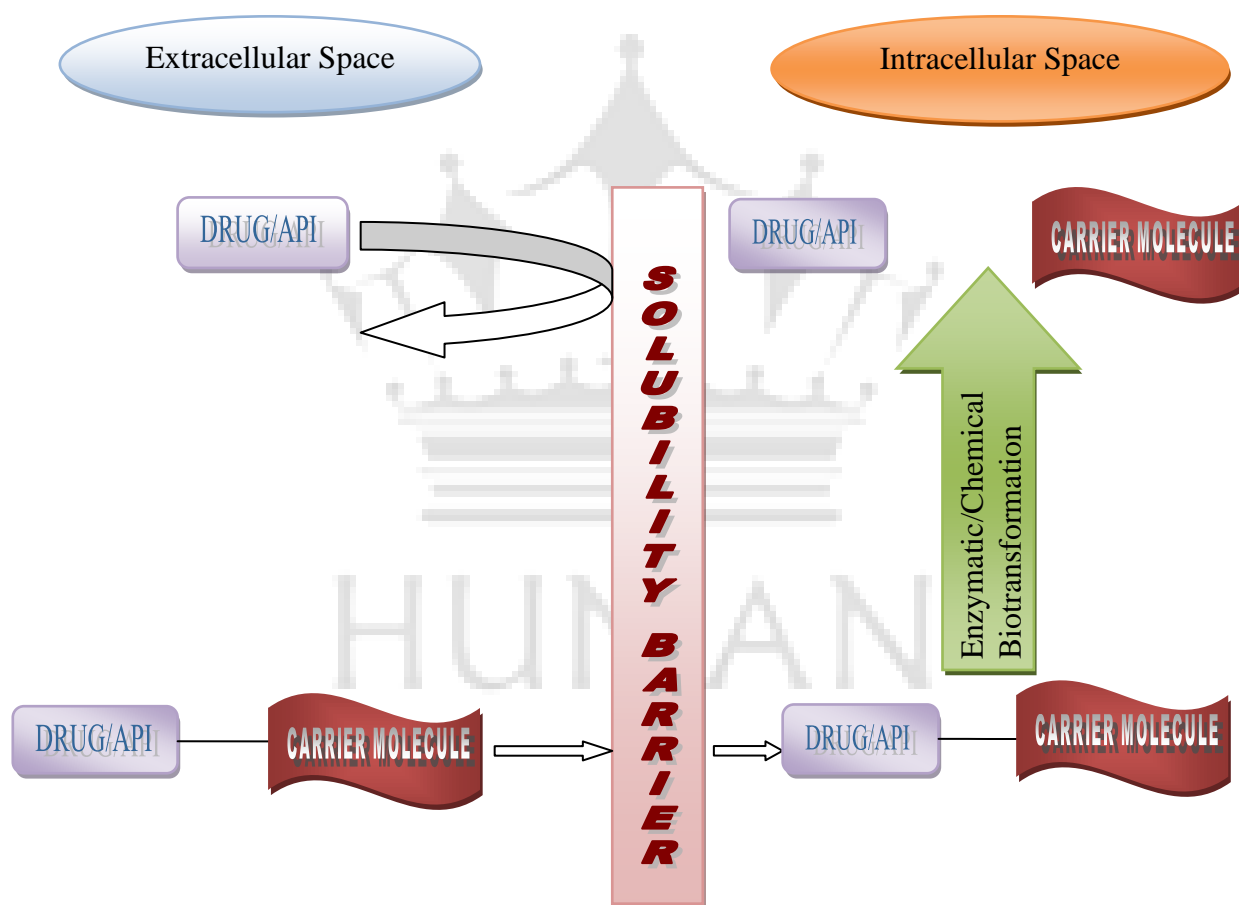 Extracellular Space
Intracellular Space
DRUG/API
DRUG/API
CARRIER MOLECULE
SOLUBILITY BARRIER
Enzymatic/Chemical
Biotransformation
HUMAN
DRUG/API
CARRIER MOLECULE
DRUG/API
CARRIER MOLECULE